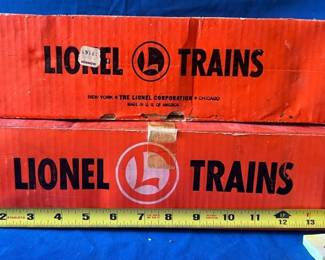 LIONEL L TRAINS
NEW YORK • THE LIONEL CORPORATION • CHICAGO
MADE IN U. S. OF AMERICA
LIONEL L TRAINS
2 3 4 5 6 7 8 9 10 11 12 13